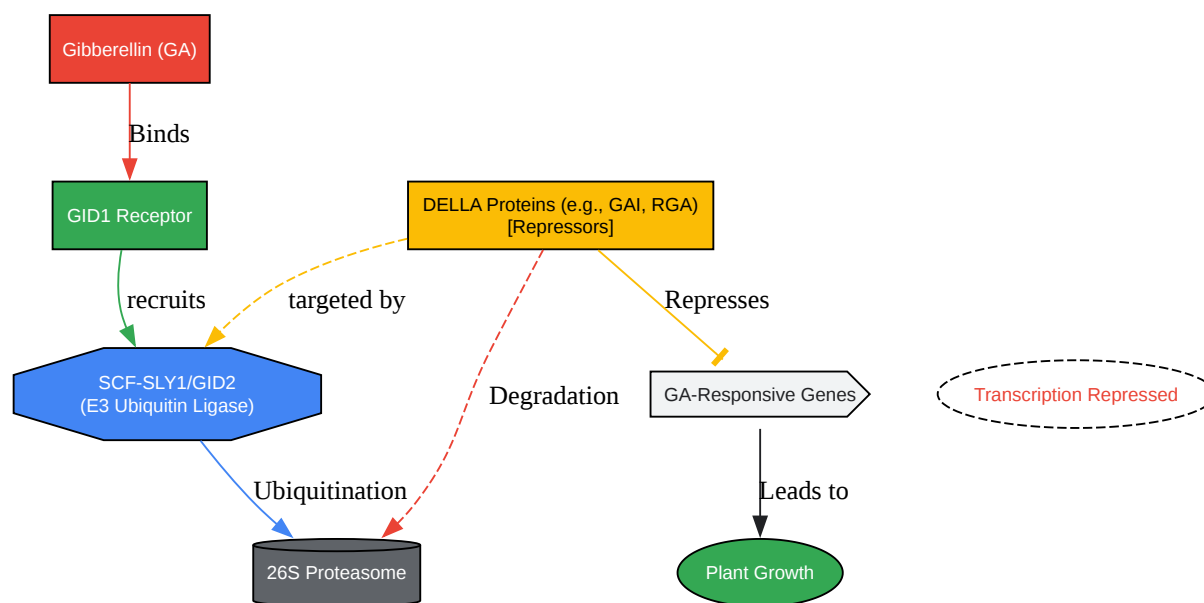 Gibberellin (GA)
Binds
GID1 Receptor
DELLA Proteins (e.g., GAI, RGA)
[Repressors]
recruits
targeted by
Represses
SCF-SLY1/GID2
(E3 Ubiquitin Ligase)
Degradation
GA-Responsive Genes
Transcription Repressed
Ubiquitination
Leads to
26S Proteasome
Plant Growth